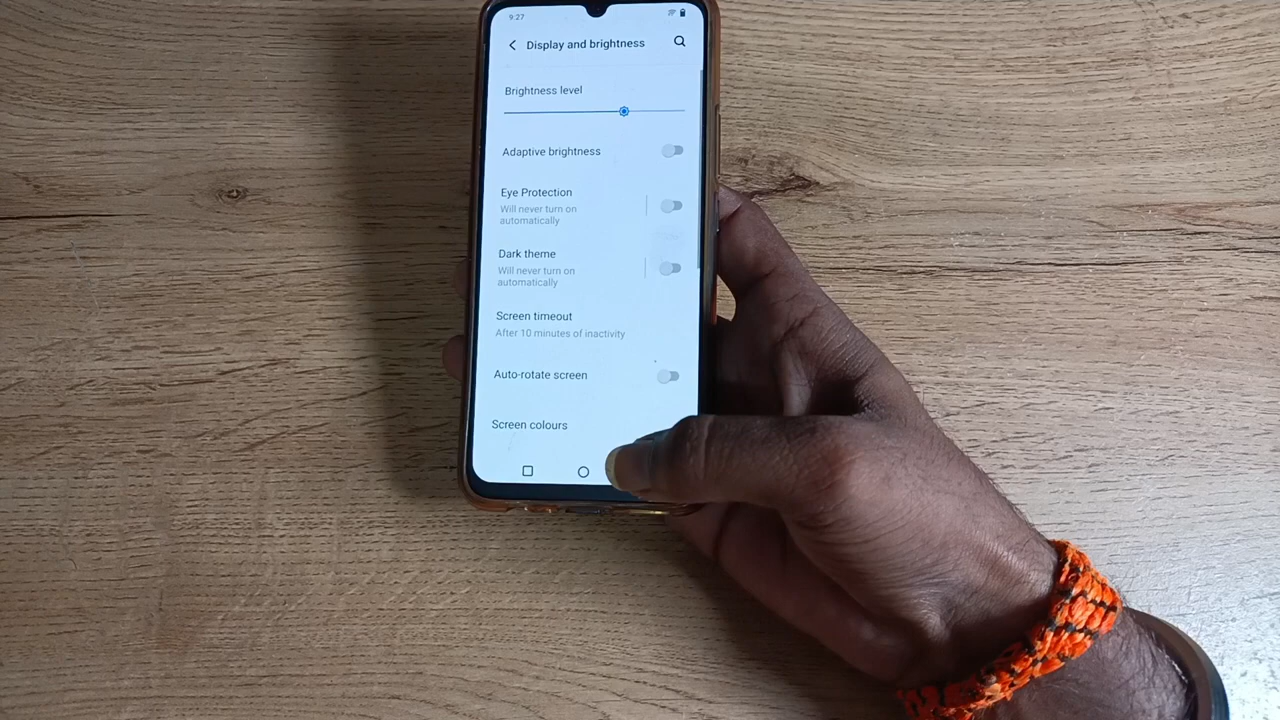 9:27
Display and brightness
Brightness level
Adaptive brightness
Eye Protection
Will never turn on
automatically
Dark theme
Will never turn on
automatically
Screen timeout
After 10 minutes of inactivity
Auto-rotate screen
Screen colours